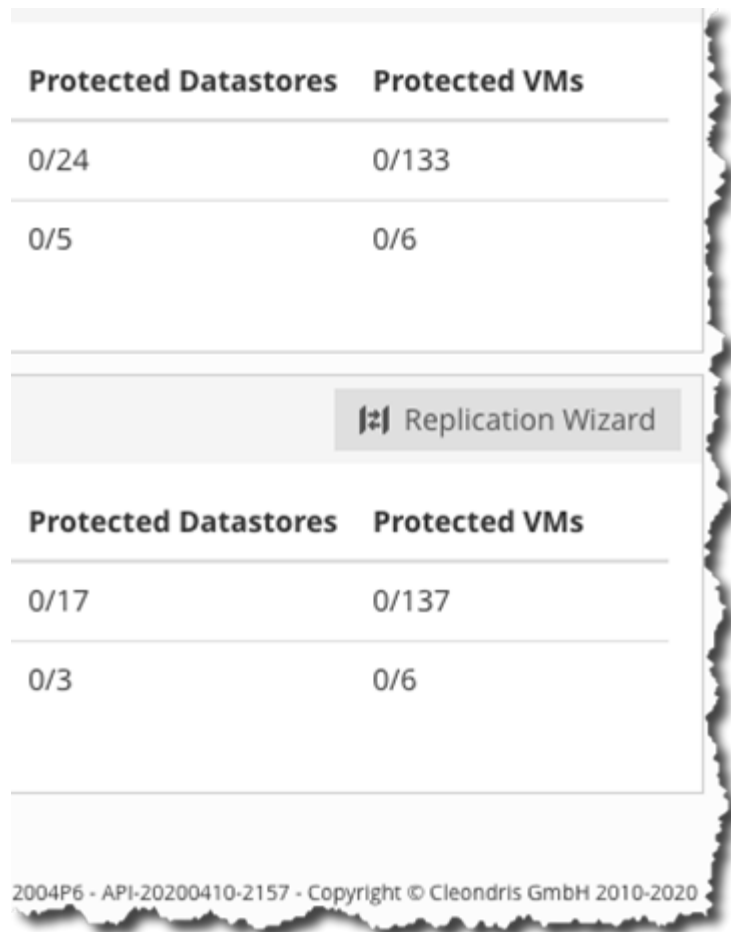 Protected Datastores Protected VMs
0/24 0/133
0/5 0/6
Replication Wizard
Protected Datastores Protected VMs
0/17 0/137
0/3 0/6
2004P6 - API-20200410-2157 - Copyright © Cleondris GmbH 2010-2020